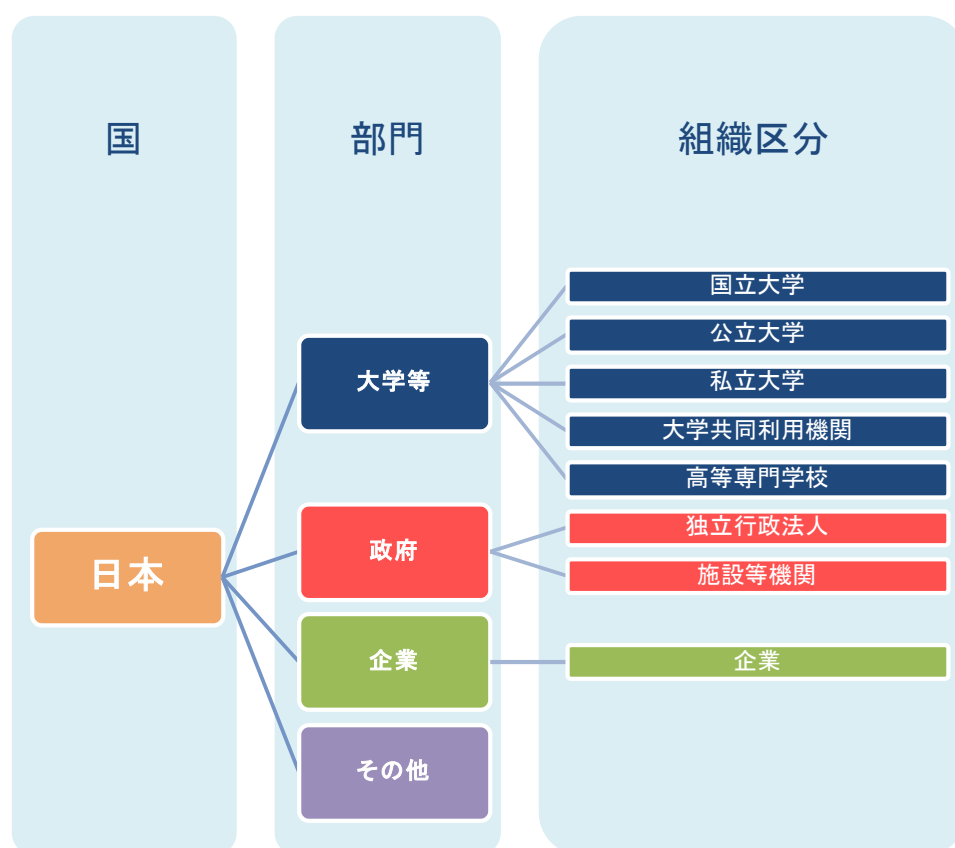 国
部門
組織区分
国立大学
公立大学
大学等
私立大学
大学共同利用機関
高等専門学校
独立行政法人
政府
日本
施設等機関
企業
企業
その他